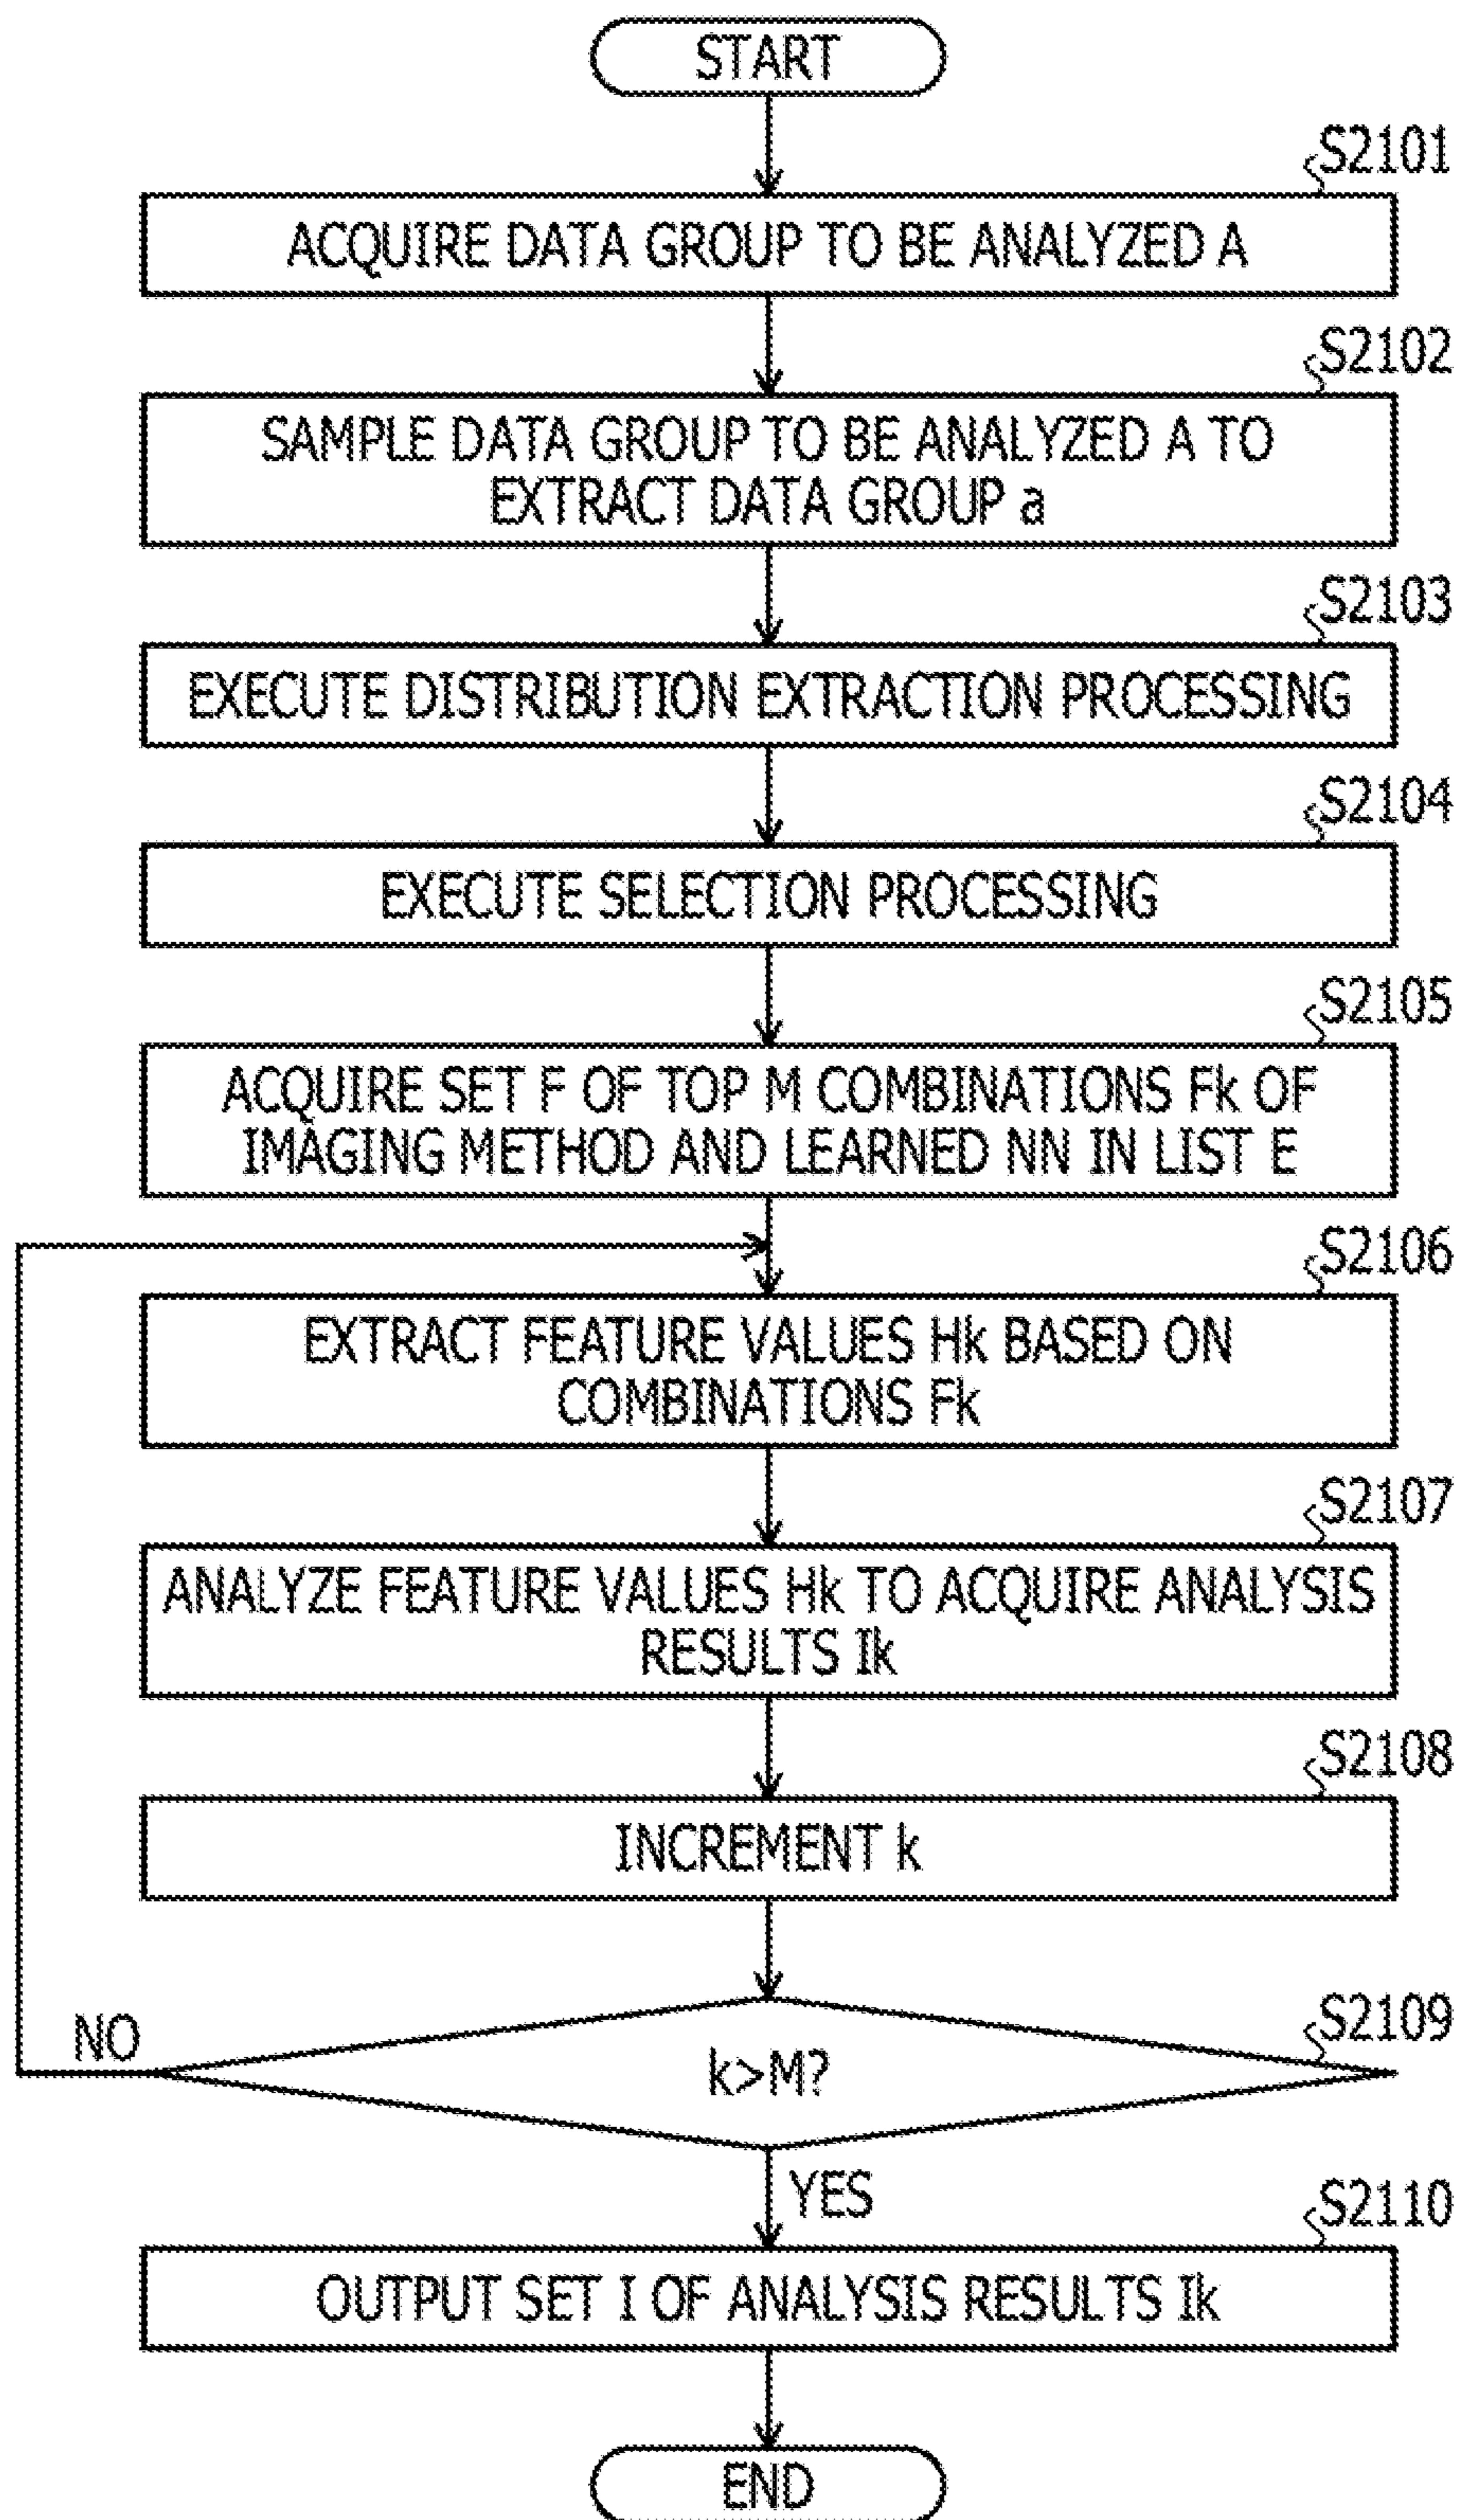 START
S2101
ACQUIRE DATA GROUP TO BE ANALYZED A
S2102
SAMPLE DATA GROUP TO BE ANALYZED A TO
EXTRACT DATA GROUP a
S2103
EXECUTE DISTRIBUTION EXTRACTION PROCESSING
S2104
EXECUTE SELECTION PROCESSING
S2105
ACQUIRE SET F OF TOP M COMBINATIONS Fk OF
IMAGING METHOD AND LEARNED NN IN LIST E
S2106
EXTRACT FEATURE VALUES Hk BASED ON
COMBINATIONS Fk
S2107
ANALYZE FEATURE VALUES Hk TO ACQUIRE ANALYSIS
RESULTS Ik
S2108
INCREMENT k
S2109
NO
k>M?
YES
S2110
OUTPUT SET I OF ANALYSIS RESULTS Ik
END